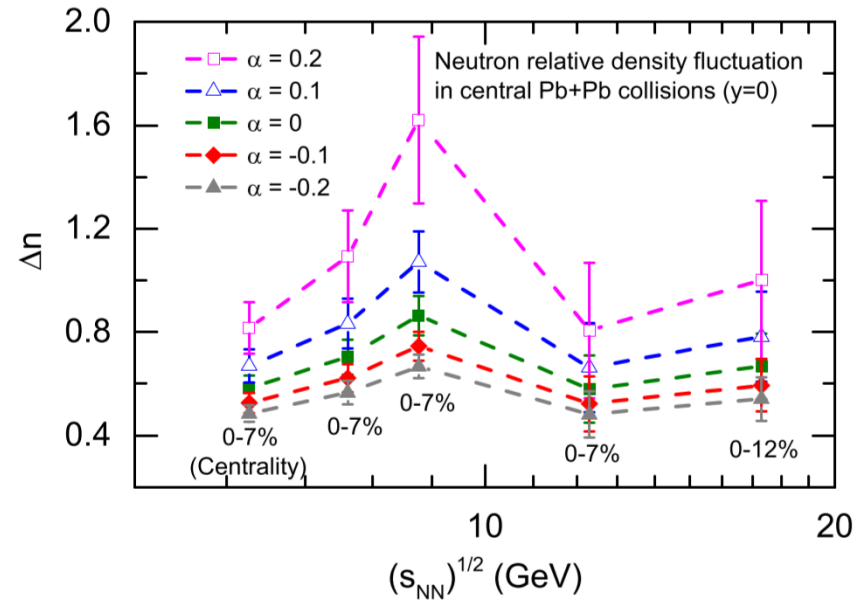 2.0
1.6
1.2
0.8
0.4
Δn
α = 0.2
α = 0.1
α = 0
α = -0.1
α = -0.2
Neutron relative density fluctuation
in central Pb+Pb collisions (y=0)
0-7%
(Centrality)
0-7%
0-7%
0-7%
0-12%
10
20
(s_NN)^1/2 (GeV)